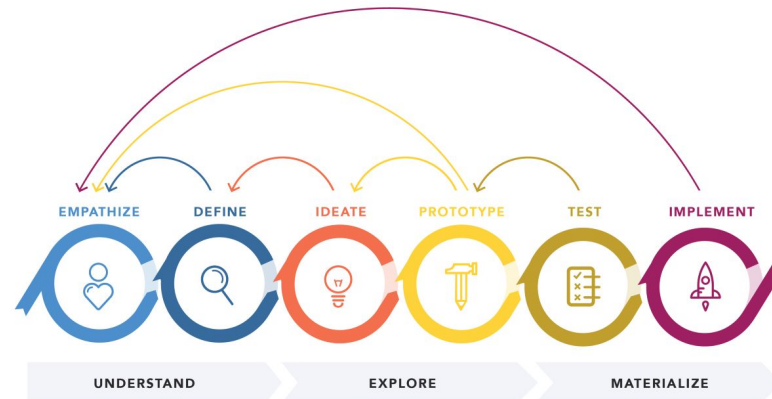 EMPATHIZE DEFINE IDEATE PROTOTYPE TEST IMPLEMENT
UNDERSTAND EXPLORE MATERIALIZE